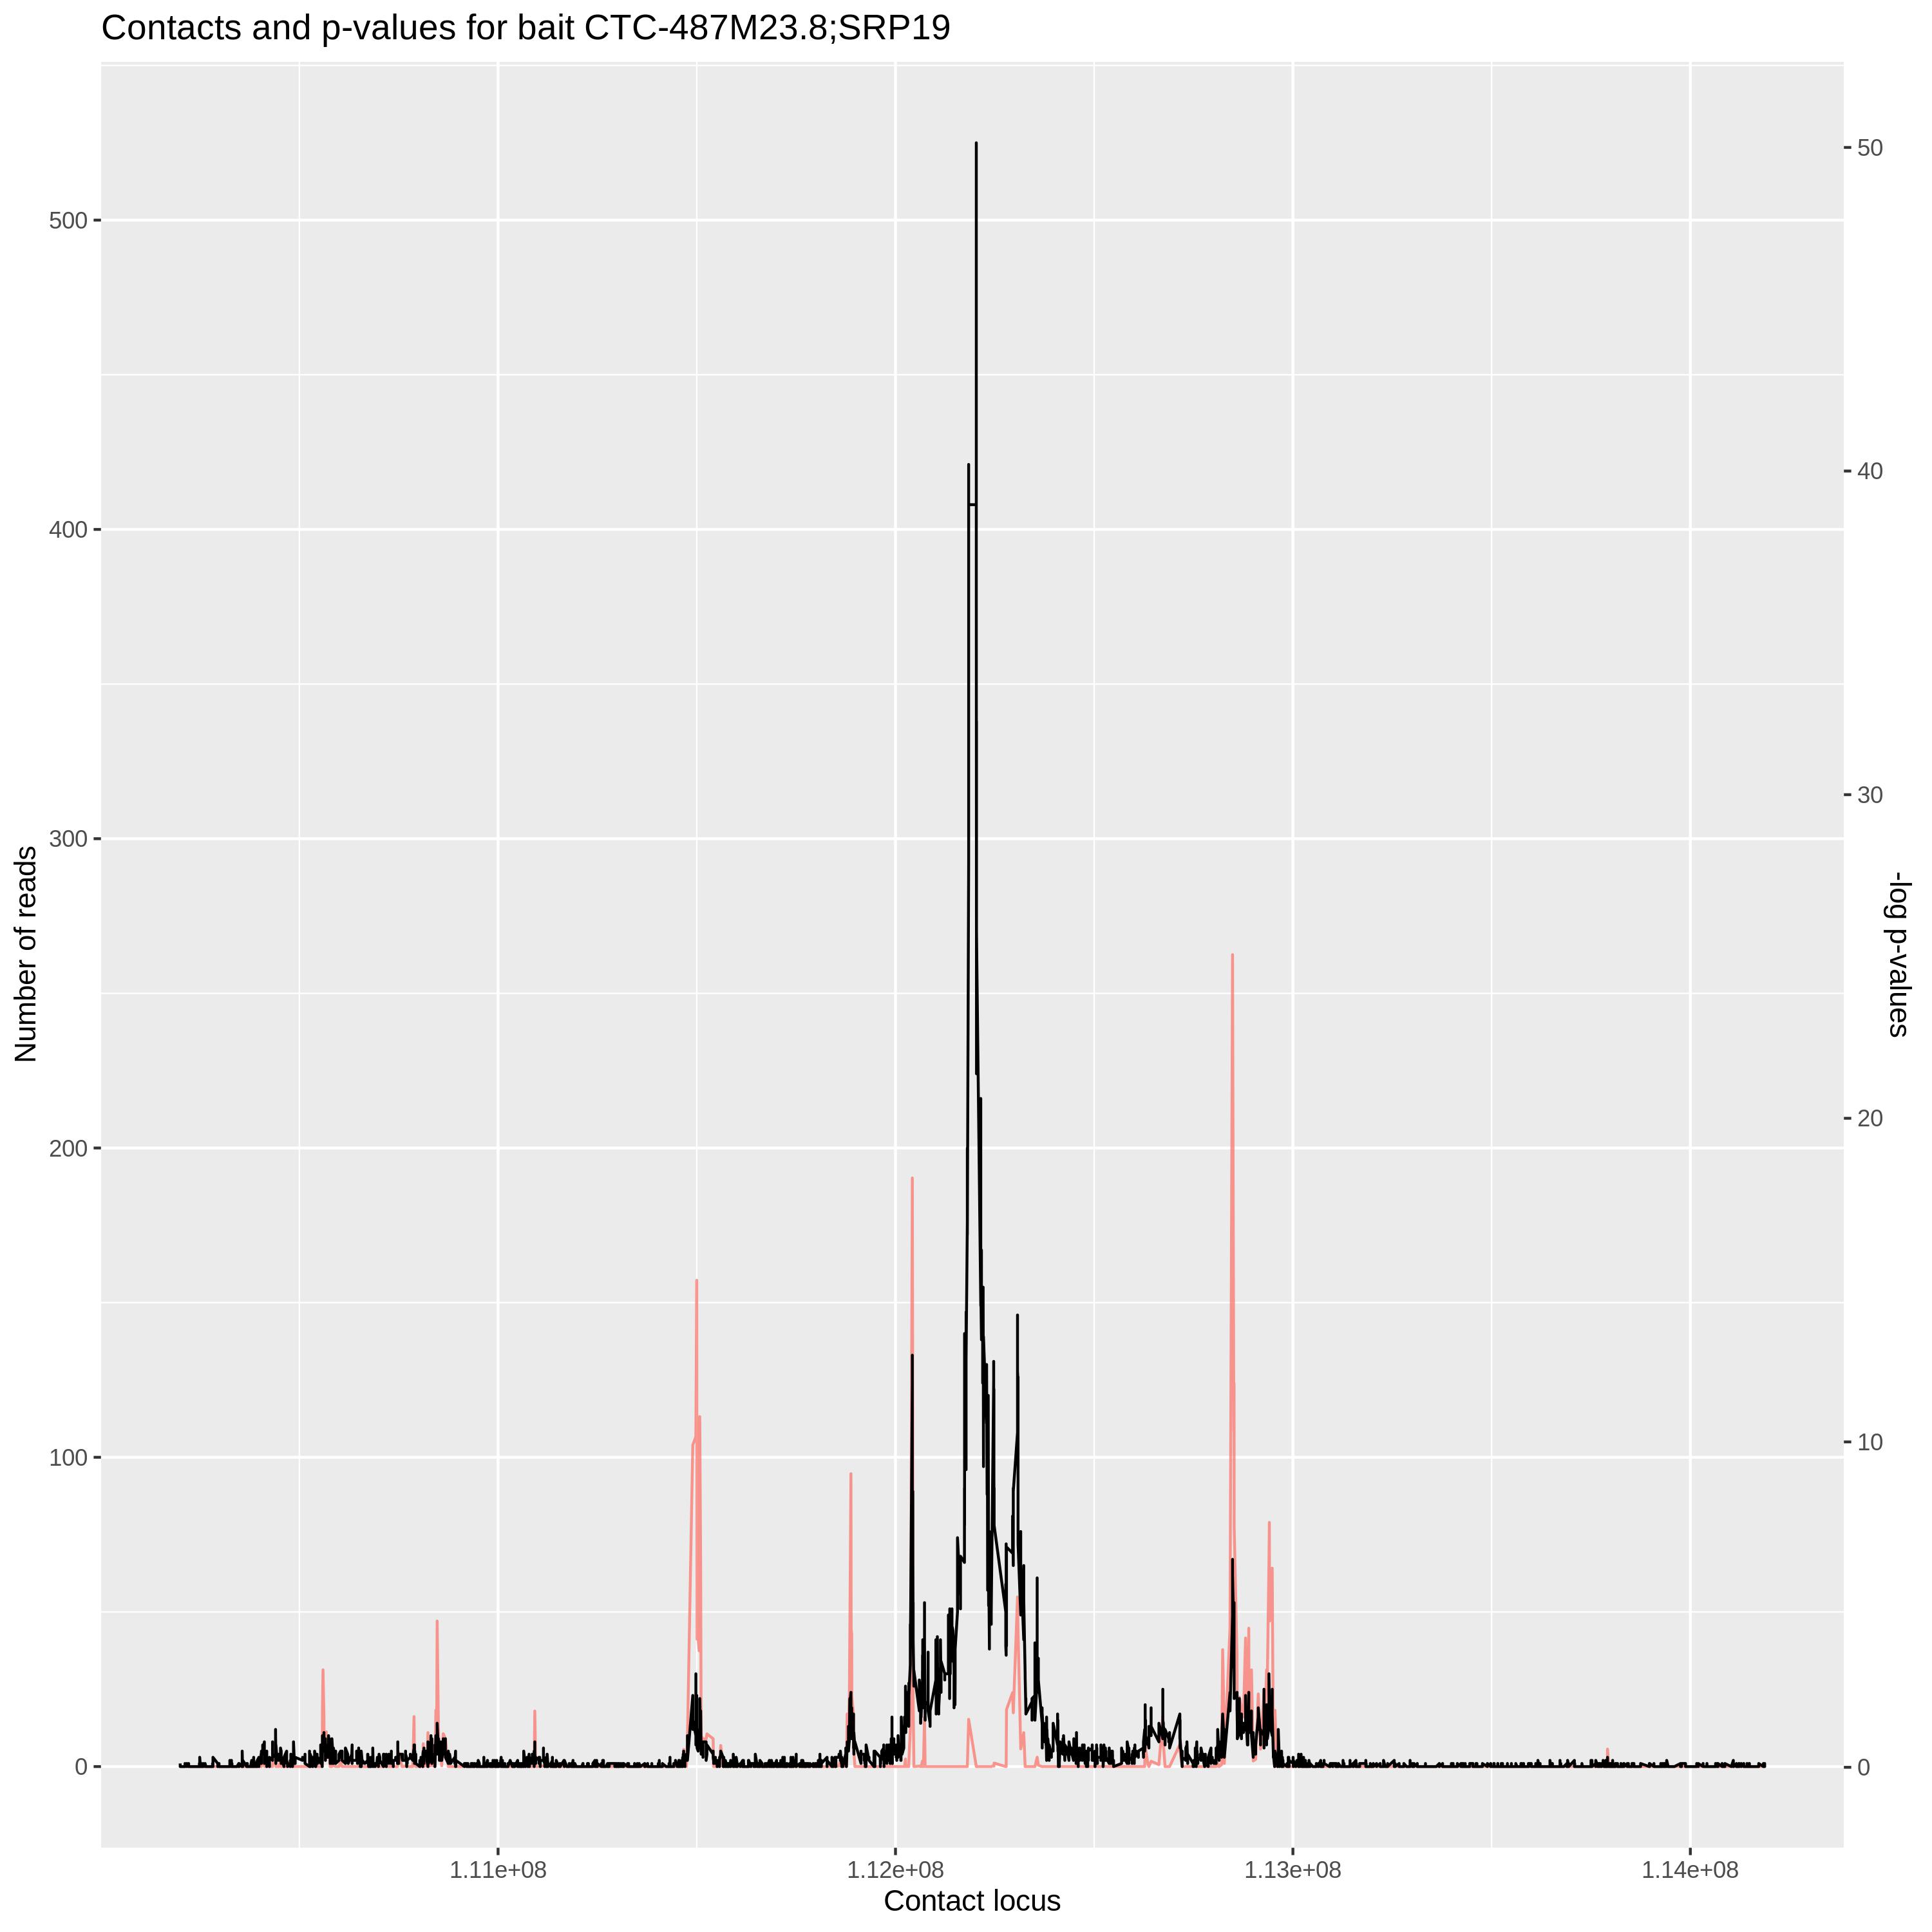 Contacts and p-values for bait CTC-487M23.8;SRP19
Number of reads
500
400
300
200
100
0
50
40
30
20
10
0
-log p-values
1.11e+08
1.12e+08
1.13e+08
1.14e+08
Contact locus